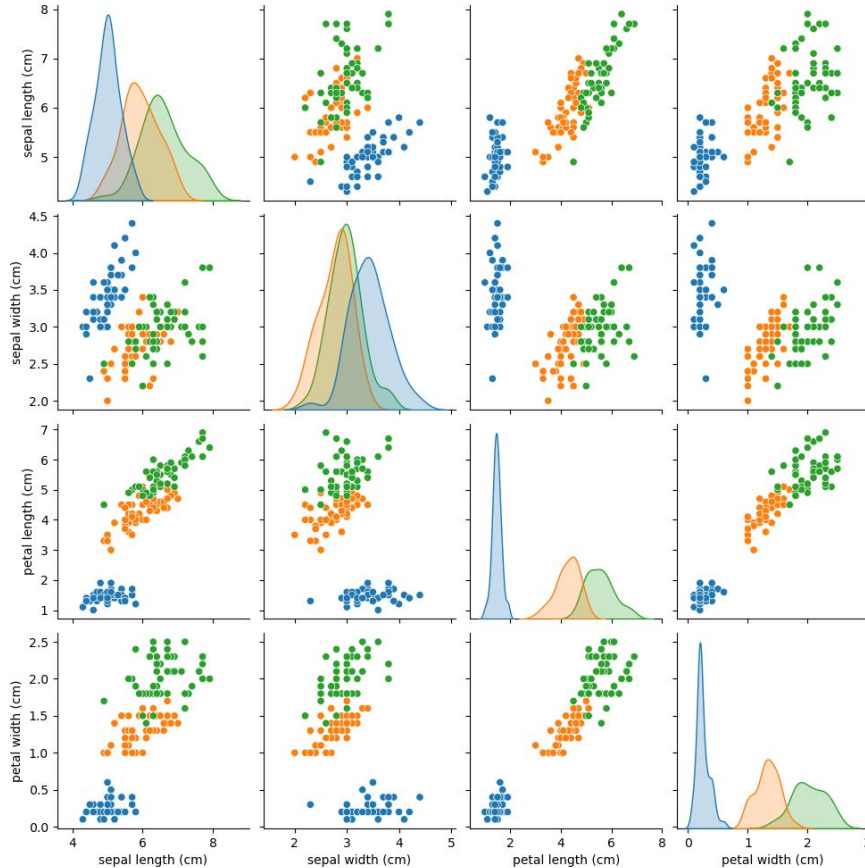 sepal length (cm)
8
7
6
5
sepal width (cm)
4.5
4.0
3.5
3.0
2.5
2.0
petal length (cm)
7
6
5
4
3
2
1
petal width (cm)
2.5
2.0
1.5
1.0
0.5
0.0
4 6 8
2 3 4 5
2 4 6 8
0 1 2
sepal length (cm) sepal width (cm) petal length (cm) petal width (cm)